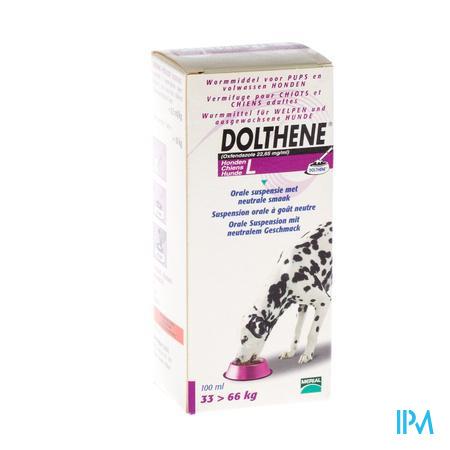 Wormmiddel voor PUPS en
volwassen HONDEN
Vermifuge pour CHIOTS et
CHIENS adultes
Wurmmittel für WELPEN und
ausgewachsene HUNDE
DOLTHENE
(Oxfendazole 22,65 mg/ml)
Honden
Chiens
Hunde
L
DOLTHENE
Orale suspensie met
neutrale smaak
Suspension orale à goût neutre
Orale Suspension mit
neutralem Geschmack
100 ml
33 > 66 kg
MERIAL
IPM